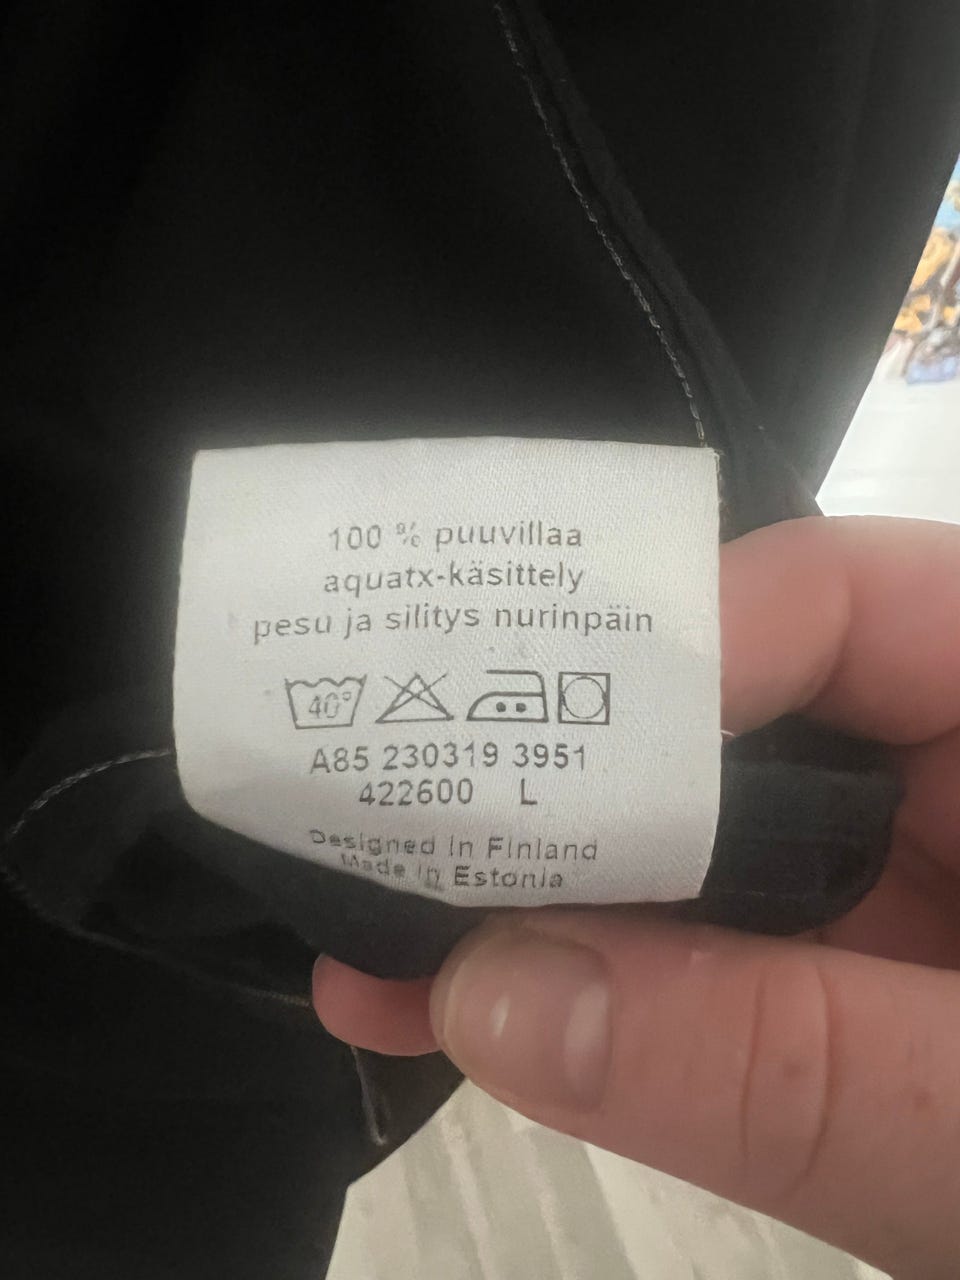 100 % puuvillaa
aquatx-käsittely
pesu ja silitys nurinpäin
40°
A85 230319 3951
422600 L
Designed in Finland
Made in Estonia